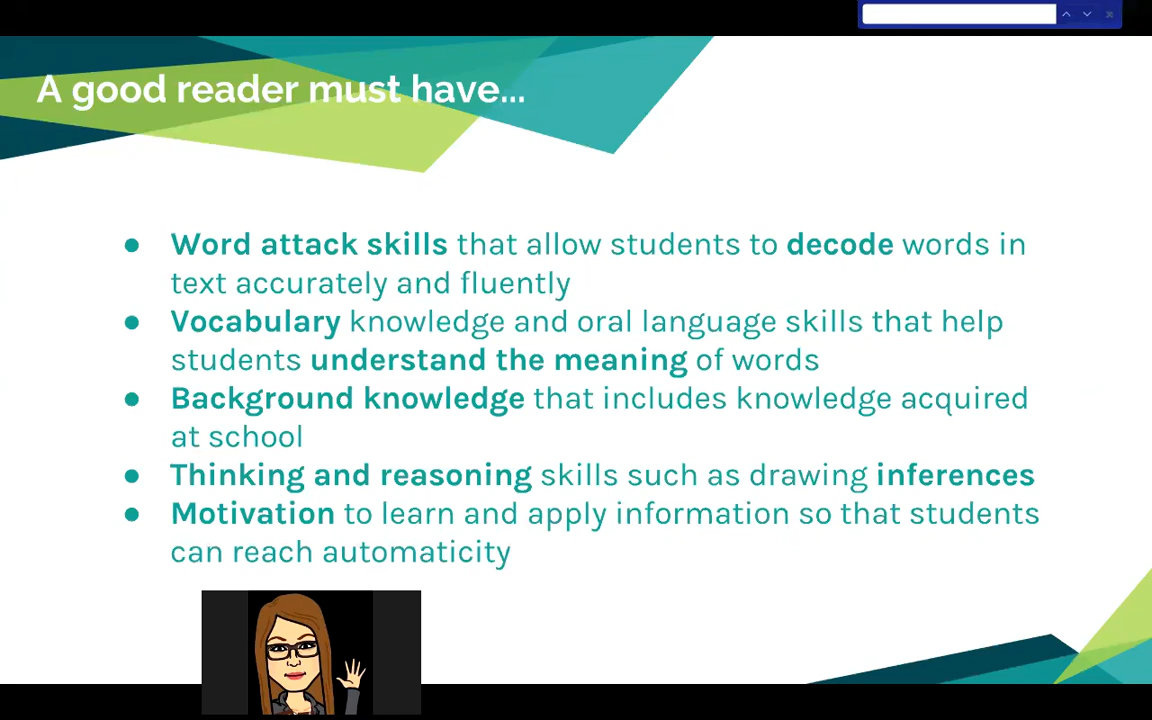 A good reader must have...
● Word attack skills that allow students to decode words in
text accurately and fluently
● Vocabulary knowledge and oral language skills that help
students understand the meaning of words
● Background knowledge that includes knowledge acquired
at school
● Thinking and reasoning skills such as drawing inferences
● Motivation to learn and apply information so that students
can reach automaticity